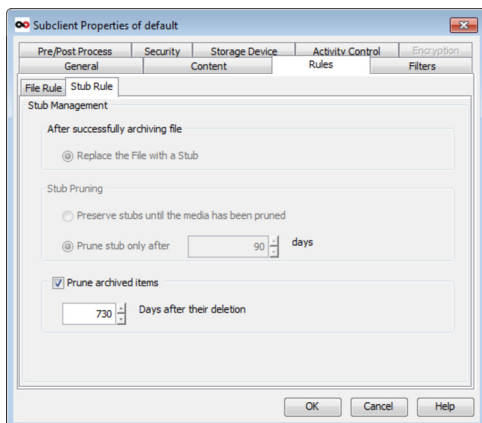 Subclient Properties of default
Pre/Post Process Security Storage Device Activity Control Encryption
General Content Rules Filters
File Rule Stub Rule
Stub Management
After successfully archiving file
Replace the File with a Stub
Stub Pruning
Preserve stubs until the media has been pruned
Prune stub only after 90 days
Prune archived items
730 Days after their deletion
OK Cancel Help